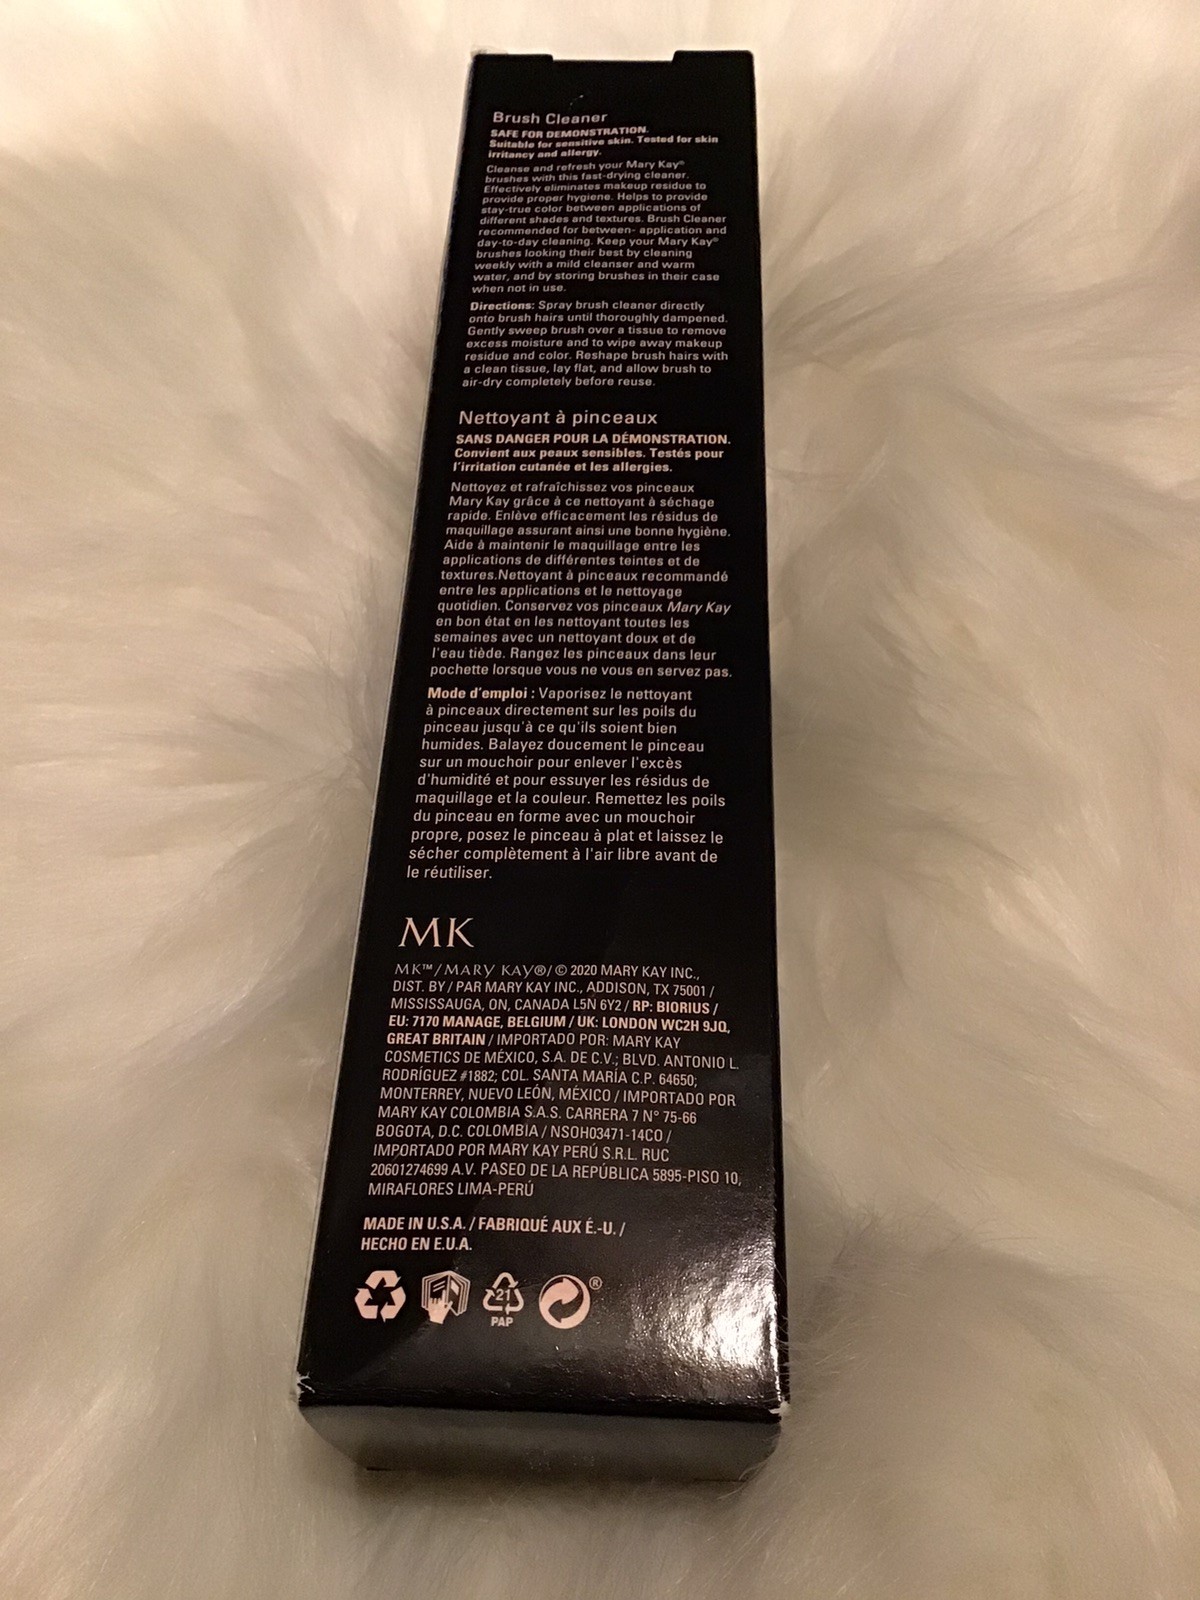 Brush Cleaner
SAFE FOR DEMONSTRATION.
Suitable for sensitive skin. Tested for skin
irritancy and allergy.
Cleanse and refresh your Mary Kay®
brushes with this fast-drying cleaner.
Effectively eliminates makeup residue to
provide proper hygiene. Helps to provide
stay-true color between applications of
different shades and textures. Brush Cleaner
recommended for between- application and
day-to-day cleaning. Keep your Mary Kay®
brushes looking their best by cleaning
weekly with a mild cleanser and warm
water, and by storing brushes in their case
when not in use.
Directions: Spray brush cleaner directly
onto brush hairs until thoroughly dampened.
Gently sweep brush over a tissue to remove
excess moisture and to wipe away makeup
residue and color. Reshape brush hairs with
a clean tissue, lay flat, and allow brush to
air-dry completely before reuse.
Nettoyant à pinceaux
SANS DANGER POUR LA DÉMONSTRATION.
Convient aux peaux sensibles. Testés pour
l'irritation cutanée et les allergies.
Nettoyez et rafraîchissez vos pinceaux
Mary Kay grâce à ce nettoyant à séchage
rapide. Enlève efficacement les résidus de
maquillage assurant ainsi une bonne hygiène.
Aide à maintenir le maquillage entre les
applications de différentes teintes et de
textures.Nettoyant à pinceaux recommandé
entre les applications et le nettoyage
quotidien. Conservez vos pinceaux Mary Kay
en bon état en les nettoyant toutes les
semaines avec un nettoyant doux et de
l'eau tiède. Rangez les pinceaux dans leur
pochette lorsque vous ne vous en servez pas.
Mode d'emploi : Vaporisez le nettoyant
à pinceaux directement sur les poils du
pinceau jusqu'à ce qu'ils soient bien
humides. Balayez doucement le pinceau
sur un mouchoir pour enlever l'excès
d'humidité et pour essuyer les résidus de
maquillage et la couleur. Remettez les poils
du pinceau en forme avec un mouchoir
propre, posez le pinceau à plat et laissez le
sécher complètement à l'air libre avant de
le réutiliser.
MK
MK™/MARY KAY®/© 2020 MARY KAY INC.,
DIST. BY / PAR MARY KAY INC., ADDISON, TX 75001 /
MISSISSAUGA, ON, CANADA L5N 6Y2 / RP: BIORIUS /
EU: 7170 MANAGE, BELGIUM / UK: LONDON WC2H 9JQ,
GREAT BRITAIN / IMPORTADO POR: MARY KAY
COSMETICS DE MÉXICO, S.A. DE C.V.; BLVD. ANTONIO L.
RODRÍGUEZ #1882; COL. SANTA MARÍA C.P. 64650;
MONTERREY, NUEVO LEÓN, MÉXICO / IMPORTADO POR
MARY KAY COLOMBIA S.A.S. CARRERA 7 N° 75-66
BOGOTA, D.C. COLOMBIA / NSOH03471-14CO /
IMPORTADO POR MARY KAY PERÚ S.R.L. RUC
20601274699 A.V. PASEO DE LA REPÚBLICA 5895-PISO 10,
MIRAFLORES LIMA-PERÚ
MADE IN U.S.A. / FABRIQUÉ AUX É.-U. /
HECHO EN E.U.A.
21
PAP
®